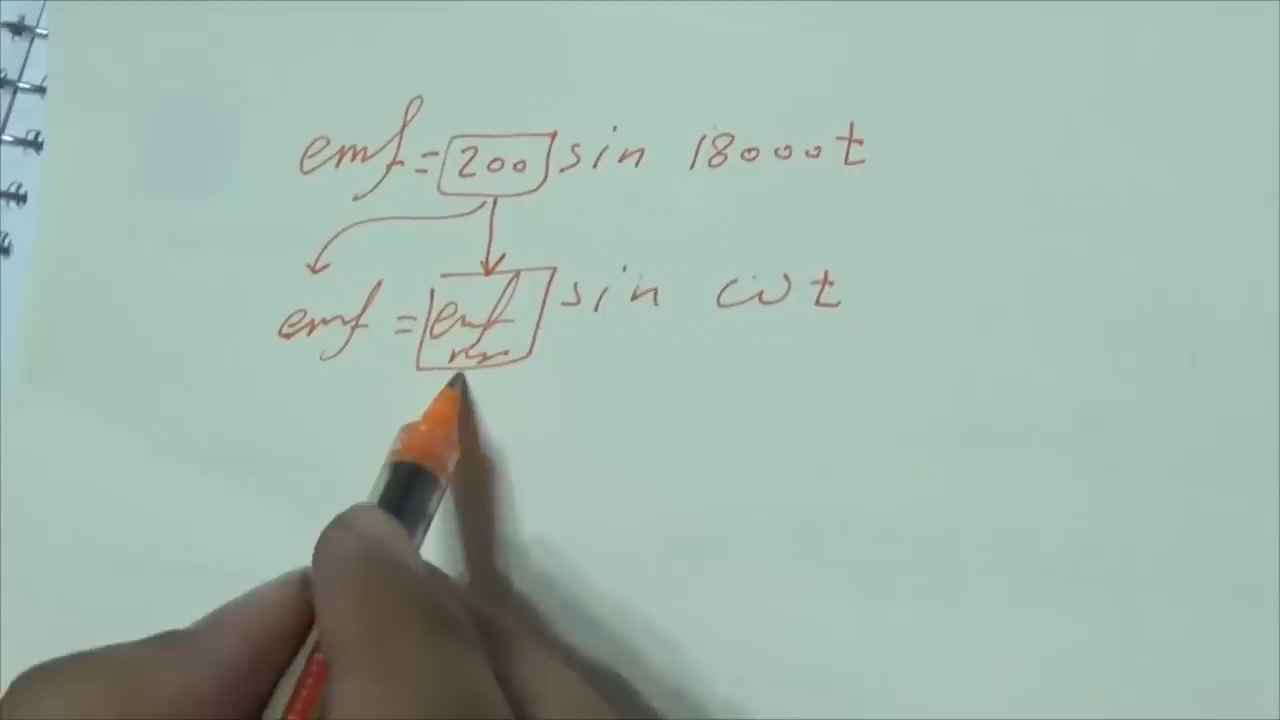 emf = 200 sin 18000t
emf = emf sin ωt